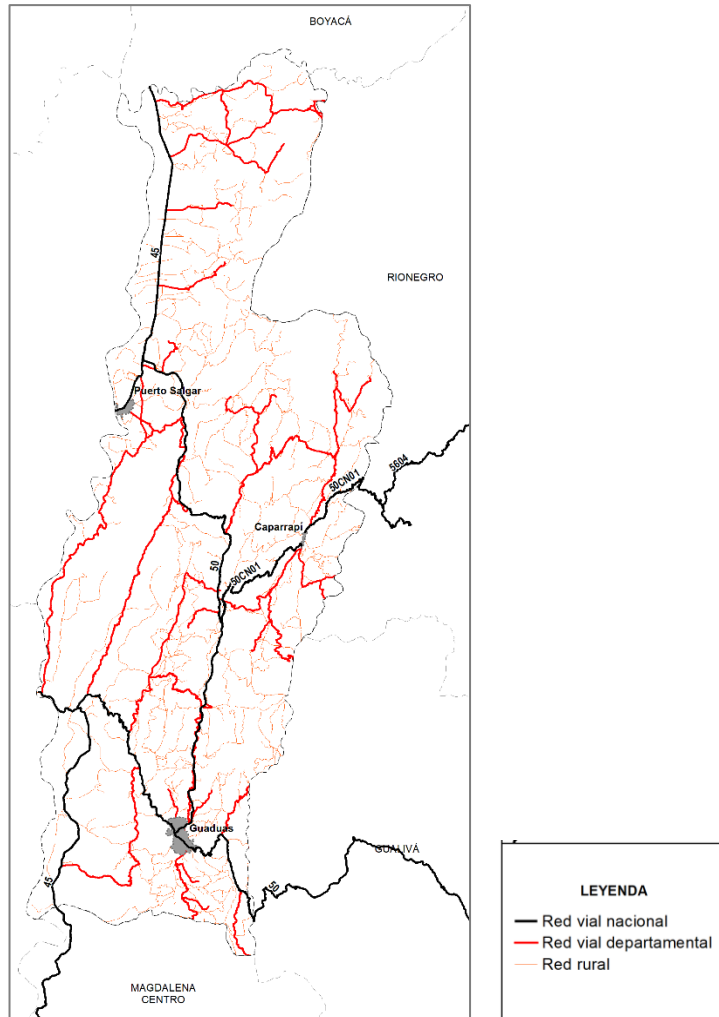 BOYACÁ
RIONEGRO
45
Puerto Salgar
5604
50CN01
Caparrapí
50
50CN01
Guaduas
GUALIVÁ
45
50
MAGDALENA
CENTRO
LEYENDA
Red vial nacional
Red vial departamental
Red rural